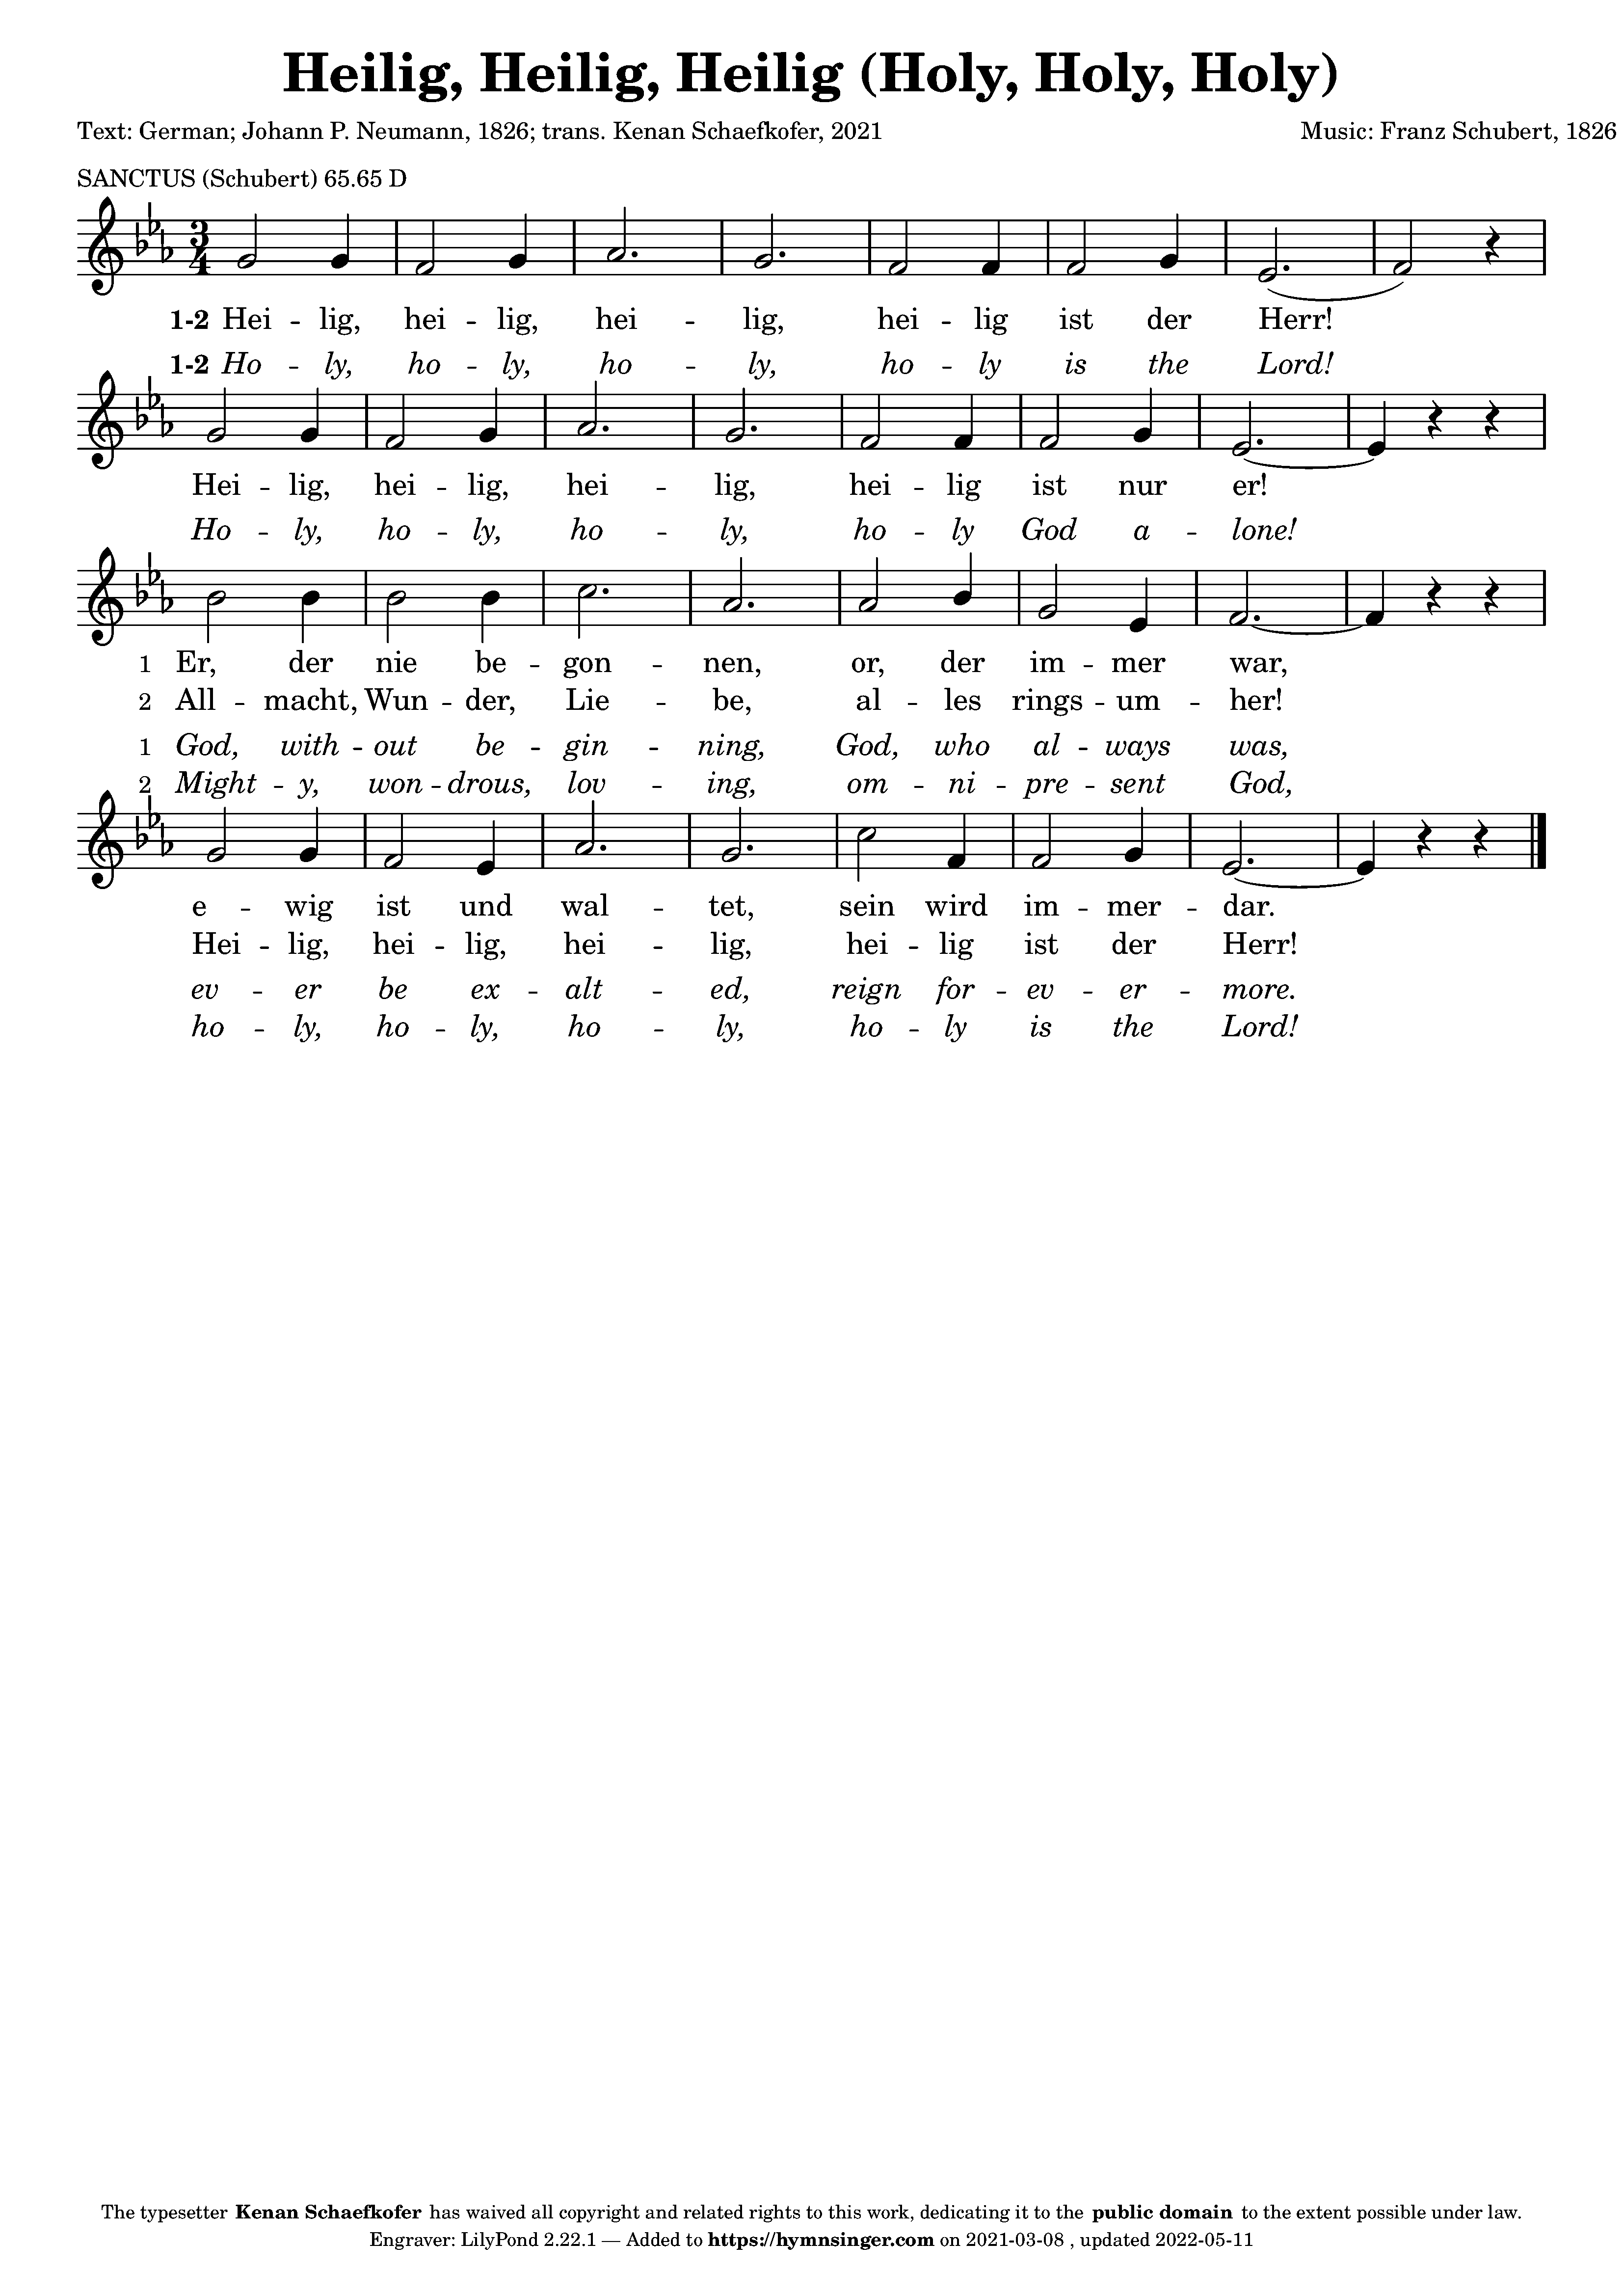 Heilig, Heilig, Heilig (Holy, Holy, Holy)
Text: German; Johann P. Neumann, 1826; trans. Kenan Schaefkofer, 2021 Music: Franz Schubert, 1826
SANCTUS (Schubert) 65.65 D
3
4
1-2 Hei - lig, hei - lig, hei - lig, hei - lig ist der Herr!
1-2 Ho - ly, ho - ly, ho - ly, ho - ly is the Lord!
Hei - lig, hei - lig, hei - lig, hei - lig ist nur er!
Ho - ly, ho - ly, ho - ly, ho - ly God a - lone!
1 Er, der nie be - gon - nen, or, der im - mer war,
2 All - macht, Wun - der, Lie - be, al - les rings - um - her!
1 God, with - out be - gin - ning, God, who al - ways was,
2 Might - y, won - drous, lov - ing, om - ni - pre - sent God,
e - wig ist und wal - tet, sein wird im - mer - dar.
Hei - lig, hei - lig, hei - lig, hei - lig ist der Herr!
ev - er be ex - alt - ed, reign for - ev - er - more.
ho - ly, ho - ly, ho - ly, ho - ly is the Lord!
The typesetter Kenan Schaefkofer has waived all copyright and related rights to this work, dedicating it to the public domain to the extent possible under law.
Engraver: LilyPond 2.22.1 — Added to https://hymnsinger.com on 2021-03-08 , updated 2022-05-11